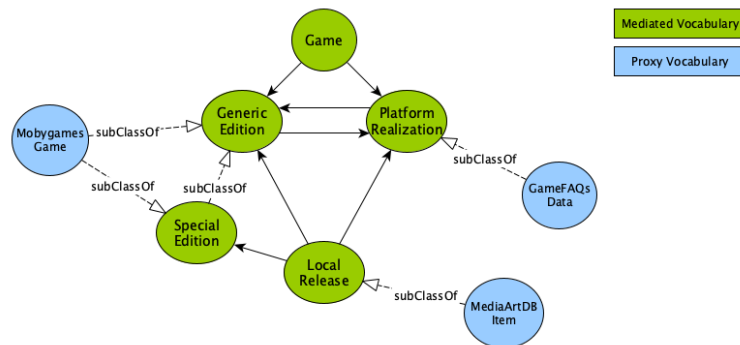 Mediated Vocabulary
Proxy Vocabulary
Game
Generic
Edition
Platform
Realization
Mobygames
Game
subClassOf
subClassOf
subClassOf
subClassOf
GameFAQs
Data
Special
Edition
Local
Release
subClassOf
MediaArtDB
Item